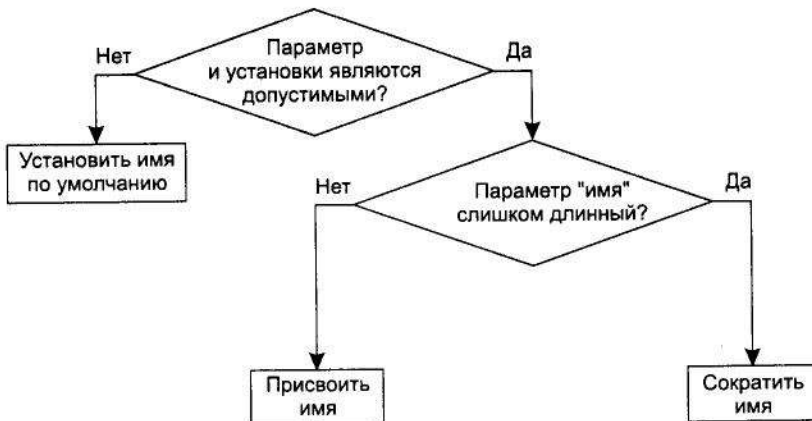 Нет
Параметр
и установки являются
допустимыми?
Да
Установить имя
по умолчанию
Нет
Параметр "имя"
слишком длинный?
Да
Присвоить
имя
Сократить
имя